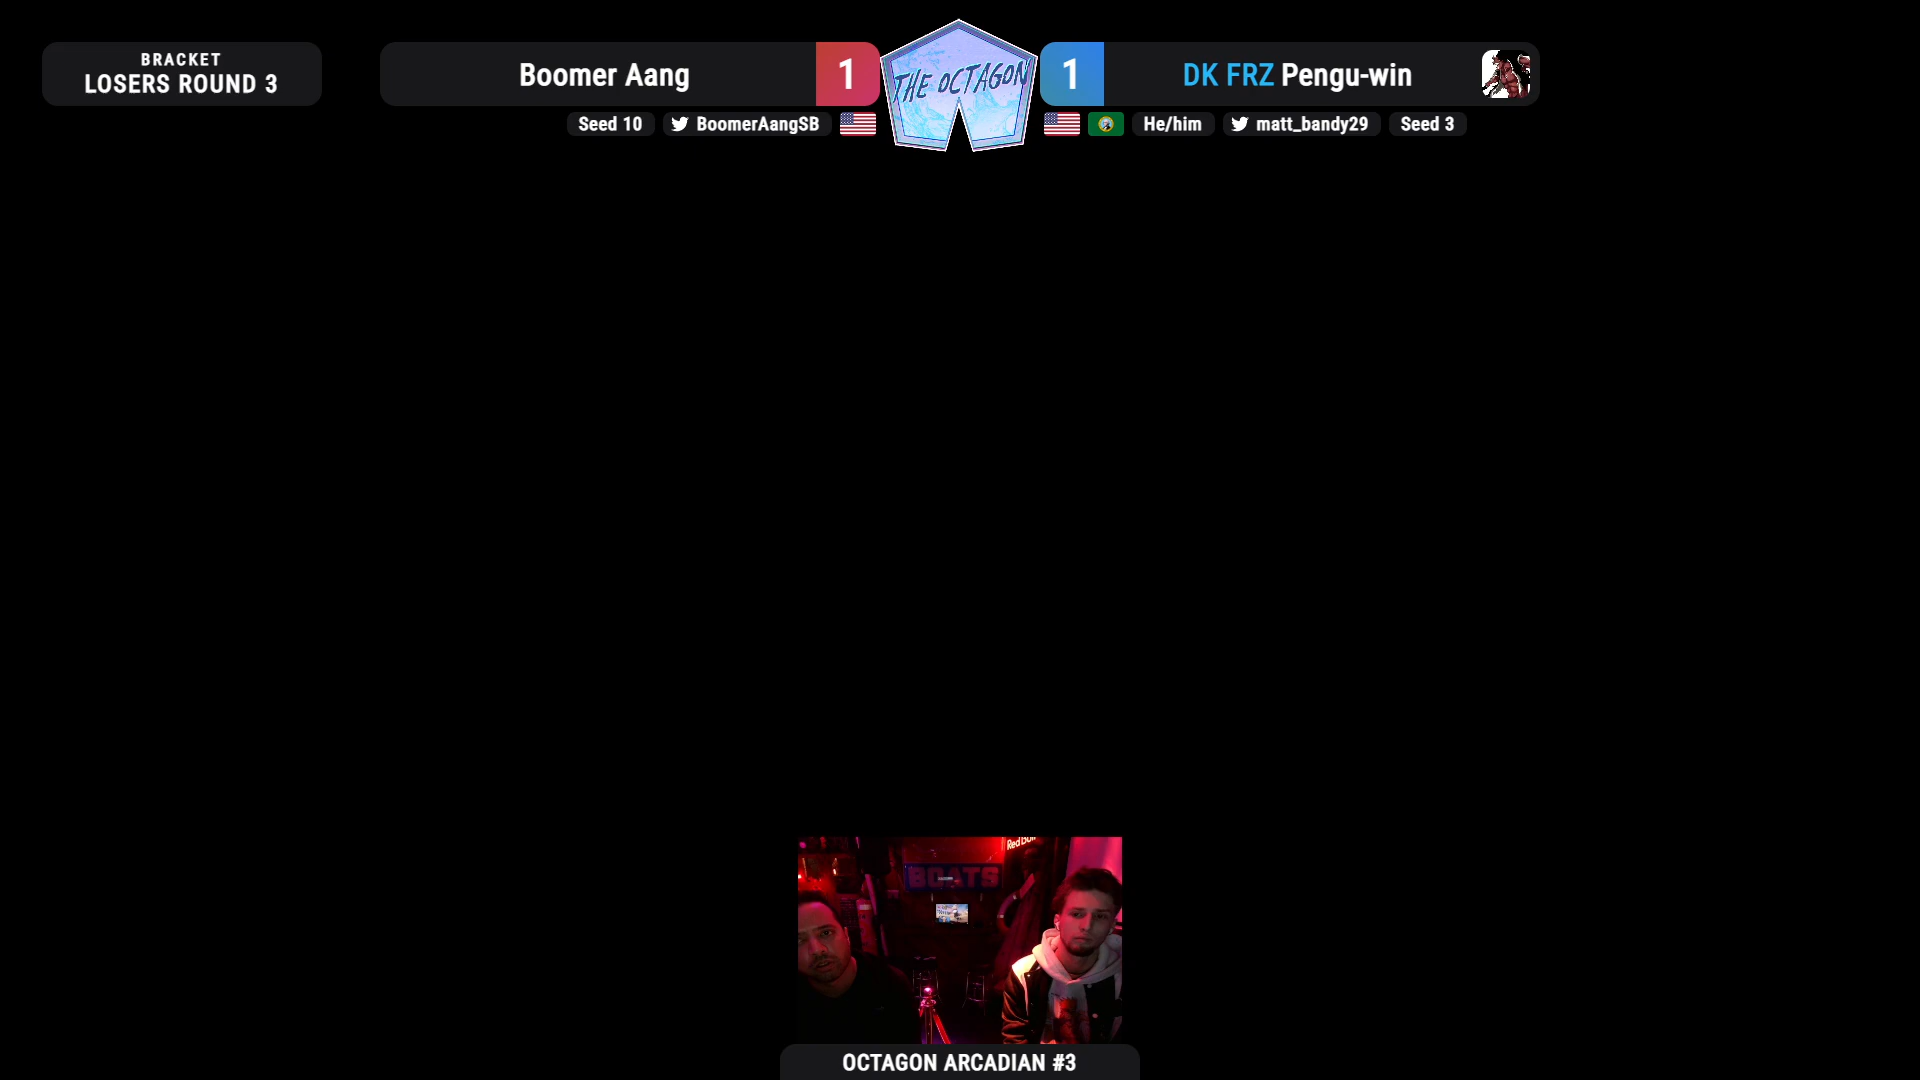 BRACKET
LOSERS ROUND 3
Boomer Aang
1
THE OCTAGON
1
DK FRZ Pengu-win
Seed 10
BoomerAangSB
He/him
matt_bandy29
Seed 3
BOATS
OCTAGON ARCADIAN #3